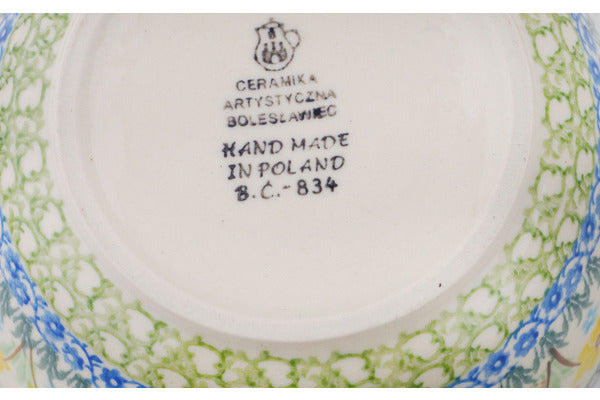 CERAMIKA
ARTYSTYCZNA
BOLESŁAWIEC
HAND MADE
IN POLAND
B.C.-834